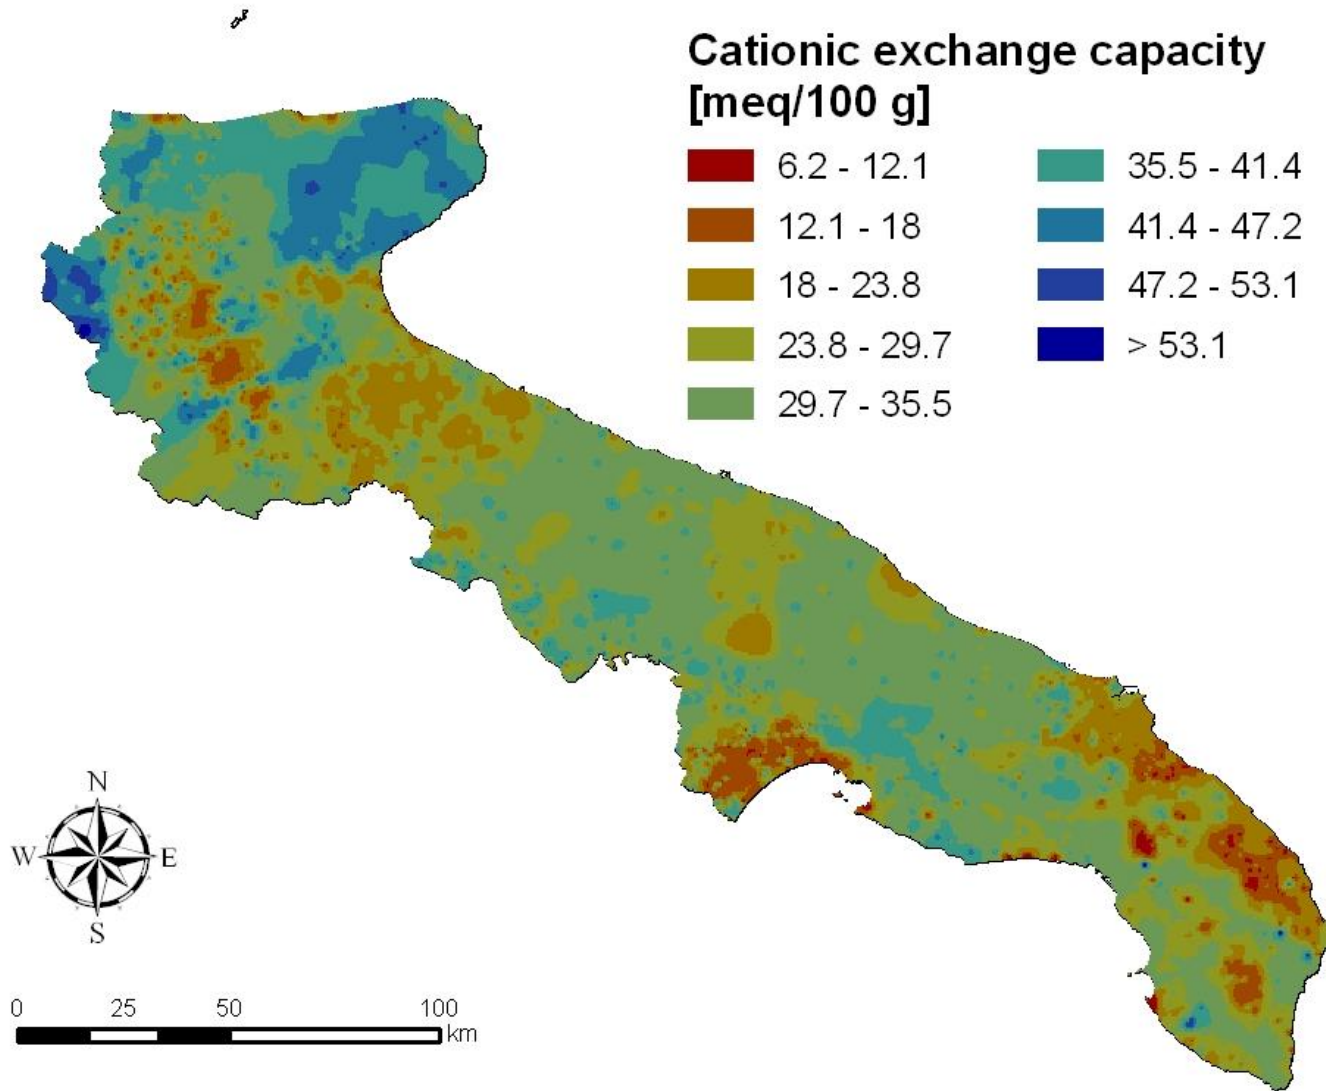 Cationic exchange capacity
[meq/100 g]
6.2 - 12.1
12.1 - 18
18 - 23.8
23.8 - 29.7
29.7 - 35.5
35.5 - 41.4
41.4 - 47.2
47.2 - 53.1
> 53.1
N
W E
S
0 25 50 100
km